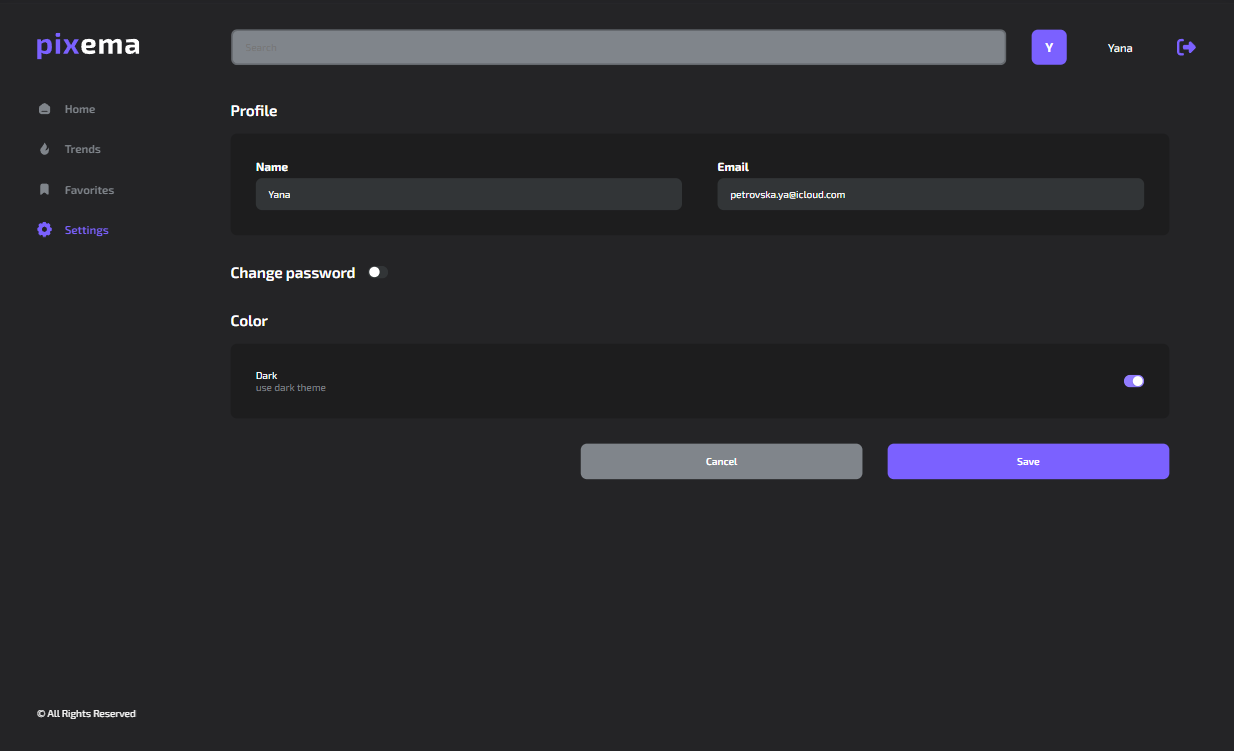 pixema
Search
Y
Yana
Home
Trends
Favorites
Settings
Profile
Name
Email
Yana
petrovska.ya@icloud.com
Change password
Color
Dark
use dark theme
Cancel
Save
© All Rights Reserved